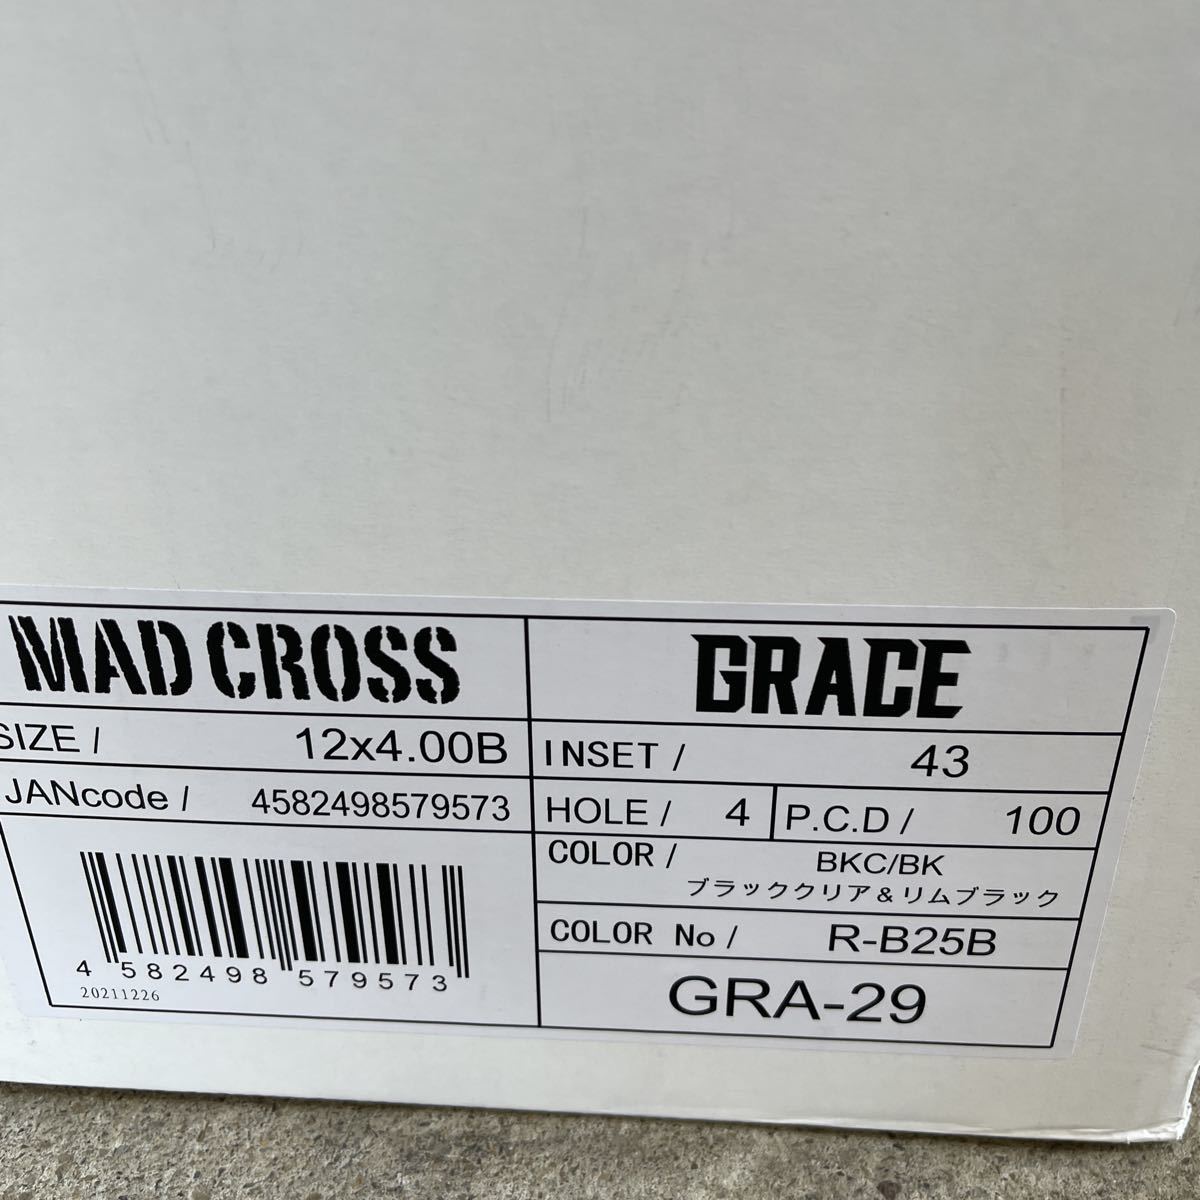 MAD CROSS
GRACE
SIZE / 12x4.00B
INSET / 43
JANcode / 4582498579573
HOLE / 4 P.C.D / 100
COLOR / BKC/BK
ブラッククリア&リムブラック
COLOR No / R-B25B
4 582498 579573
20211226
GRA-29